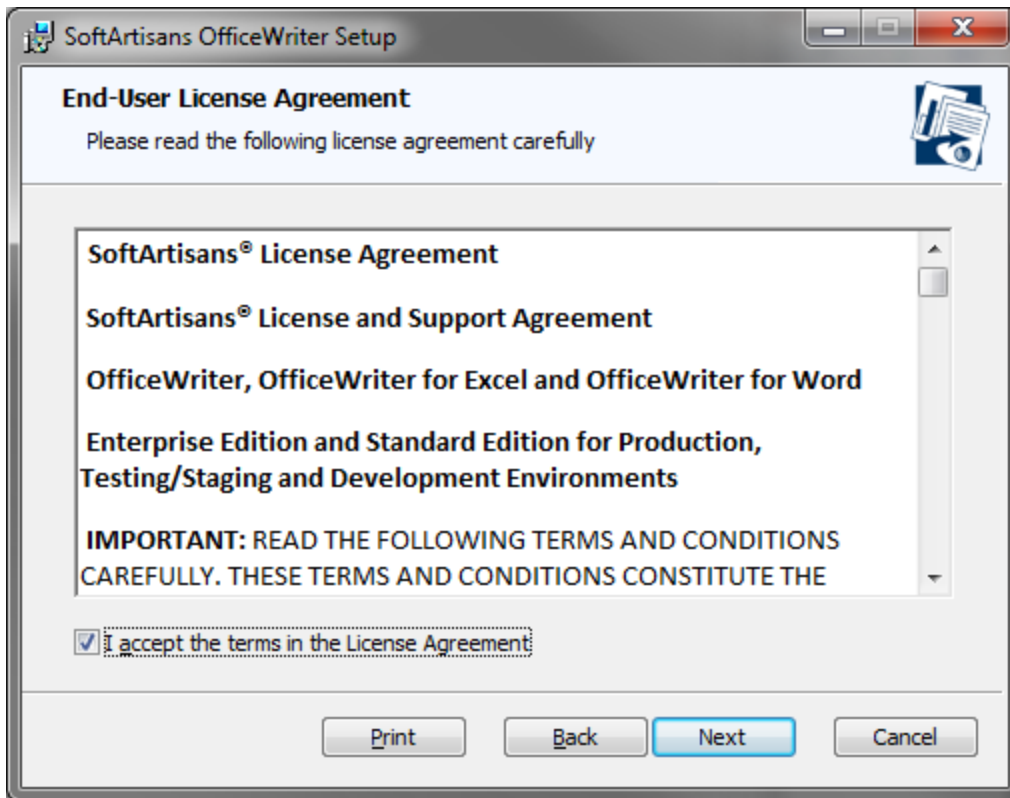 SoftArtisans OfficeWriter Setup
End-User License Agreement
Please read the following license agreement carefully
SoftArtisans® License Agreement
SoftArtisans® License and Support Agreement
OfficeWriter, OfficeWriter for Excel and OfficeWriter for Word
Enterprise Edition and Standard Edition for Production,
Testing/Staging and Development Environments
IMPORTANT: READ THE FOLLOWING TERMS AND CONDITIONS
CAREFULLY. THESE TERMS AND CONDITIONS CONSTITUTE THE
I accept the terms in the License Agreement
Print Back Next Cancel